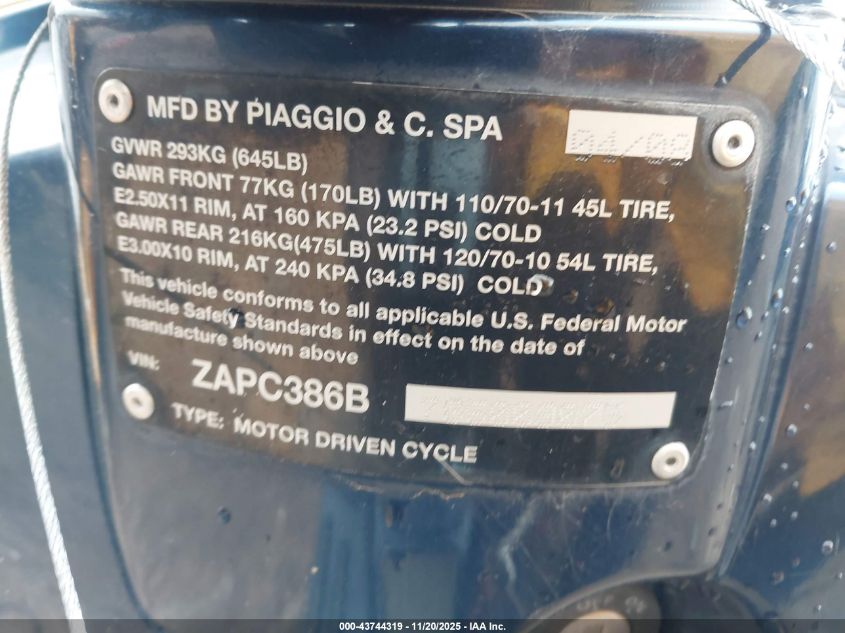 MFD BY PIAGGIO & C. SPA
04/08
GVWR 293KG (645LB)
GAWR FRONT 77KG (170LB) WITH 110/70-11 45L TIRE,
E2.50X11 RIM, AT 160 KPA (23.2 PSI) COLD
GAWR REAR 216KG(475LB) WITH 120/70-10 54L TIRE,
E3.00X10 RIM, AT 240 KPA (34.8 PSI) COLD
This vehicle conforms to all applicable U.S. Federal Motor
Vehicle Safety Standards in effect on the date of
manufacture shown above
VIN: ZAPC386B
TYPE: MOTOR DRIVEN CYCLE
000-43744319 - 11/20/2025 - IAA Inc.